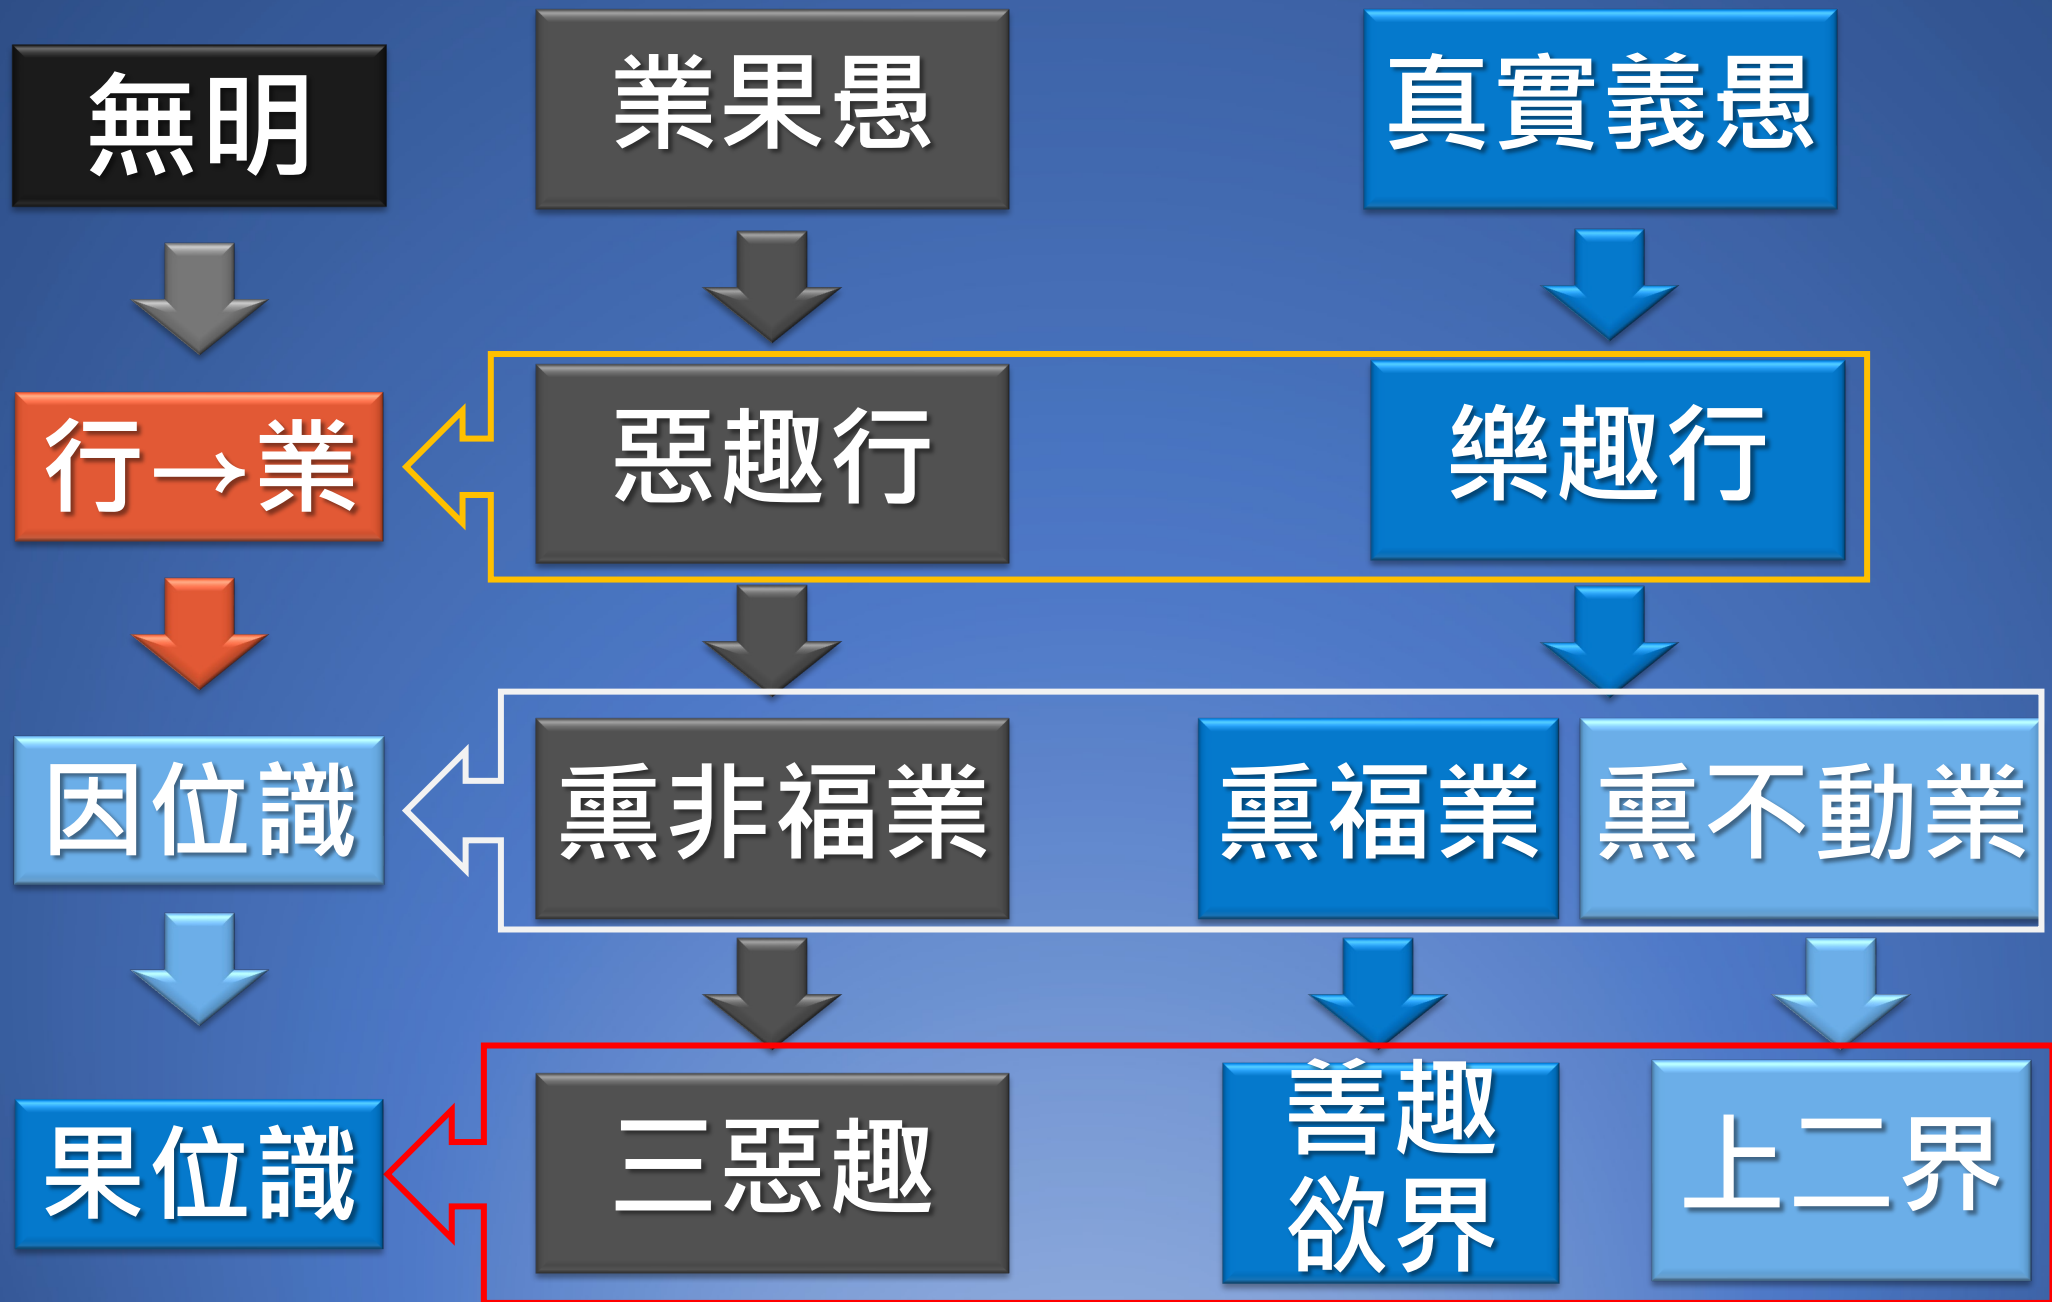 無明
業果愚
真實義愚
行→業
惡趣行
樂趣行
因位識
熏非福業
熏福業
熏不動業
果位識
三惡趣
善趣
欲界
上二界